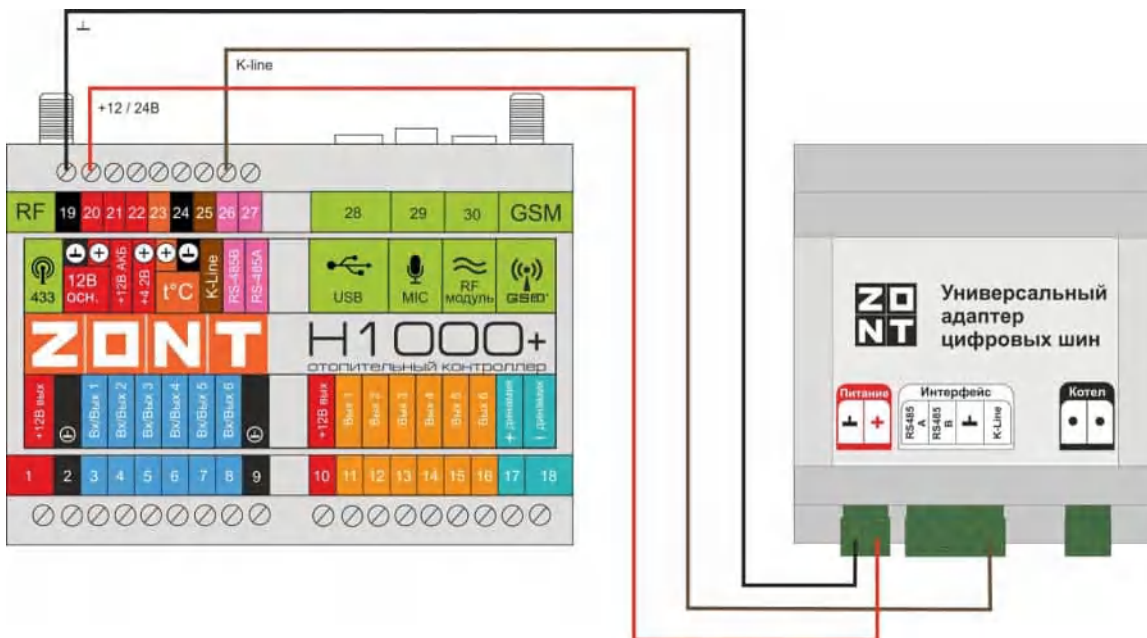 ⊥
K-line
+12 / 24В
RF 19 20 21 22 23 24 25 26 27 28 29 30 GSM
433
12В
осн.
+12В АКБ
+4.2В
t°C
K-Line
RS-485B
RS-485A
USB
MIC
RF
модуль
GSM
ZONT
H1000+
отопительный контроллер
+12В вых
Вх/Вых 1
Вх/Вых 2
Вх/Вых 3
Вх/Вых 4
Вх/Вых 5
Вх/Вых 6
+12В вых
Вых 1
Вых 2
Вых 3
Вых 4
Вых 5
Вых 6
+ динамик
– динамик
1 2 3 4 5 6 7 8 9 10 11 12 13 14 15 16 17 18
ZONT
Универсальный
адаптер
цифровых шин
Питание
⊥ +
Интерфейс
RS485
A
RS485
B
⊥
K-Line
Котел